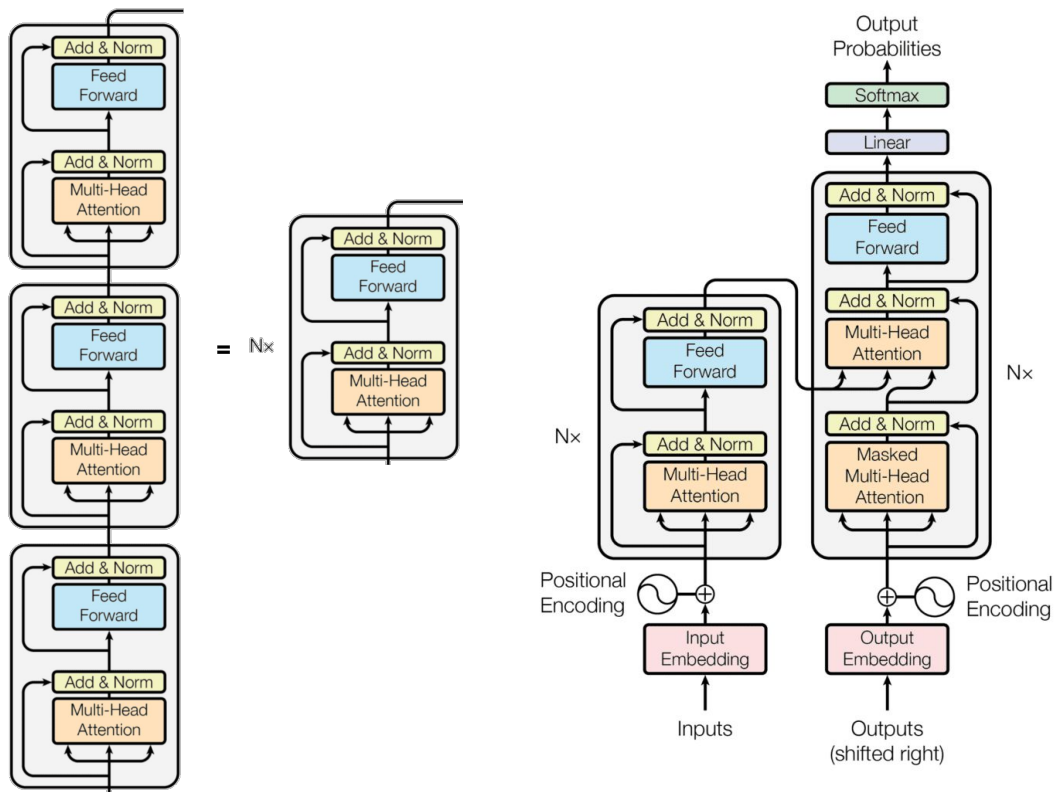 Add & Norm
Feed
Forward
Add & Norm
Multi-Head
Attention
Add & Norm
Feed
Forward
Add & Norm
Multi-Head
Attention
Add & Norm
Feed
Forward
Add & Norm
Multi-Head
Attention
=
N×
Add & Norm
Feed
Forward
Add & Norm
Multi-Head
Attention
Output
Probabilities
Softmax
Linear
Add & Norm
Feed
Forward
Add & Norm
Multi-Head
Attention
N×
Add & Norm
Masked
Multi-Head
Attention
Add & Norm
Feed
Forward
N×
Add & Norm
Multi-Head
Attention
Positional
Encoding
Positional
Encoding
Input
Embedding
Output
Embedding
Inputs
Outputs
(shifted right)